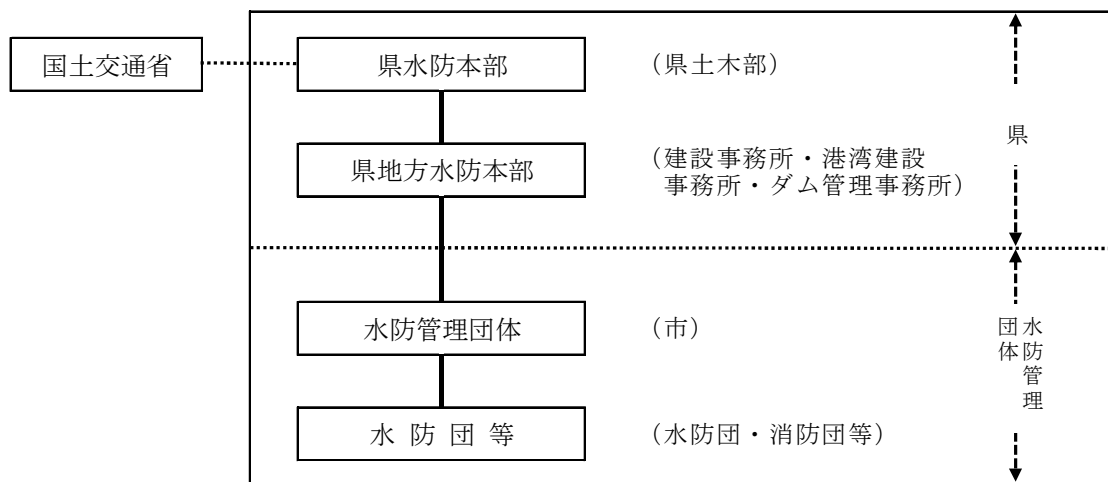 国土交通省
県水防本部
（県土木部）
県地方水防本部
（建設事務所・港湾建設
事務所・ダム管理事務所）
県
水防管理団体
（市）
水防管理
団体
水 防 団 等
（水防団・消防団等）